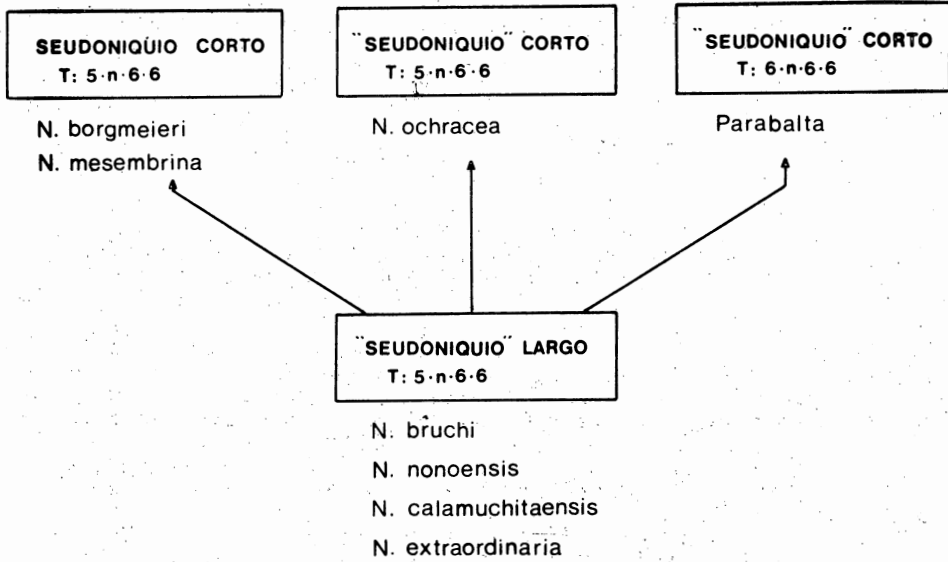 SEUDONIQUIO CORTO
T: 5·n·6·6
N. borgmeieri
N. mesembrina
"SEUDONIQUIO" CORTO
T: 5·n·6·6
N. ochracea
"SEUDONIQUIO" CORTO
T: 6·n·6·6
Parabalta
"SEUDONIQUIO" LARGO
T: 5·n·6·6
N. bruchi
N. nonoensis
N. calamuchitaensis
N. extraordinaria